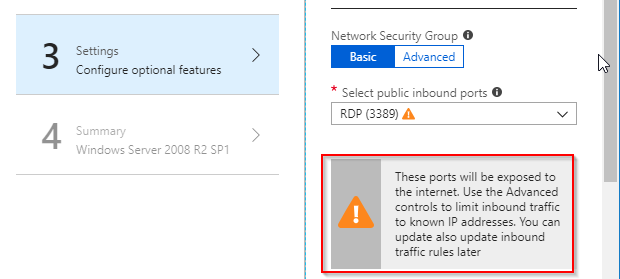 3
Settings
Configure optional features
4
Summary
Windows Server 2008 R2 SP1
Network Security Group
Basic
Advanced
* Select public inbound ports
RDP (3389)
These ports will be exposed to
the internet. Use the Advanced
controls to limit inbound traffic
to known IP addresses. You can
update also update inbound
traffic rules later